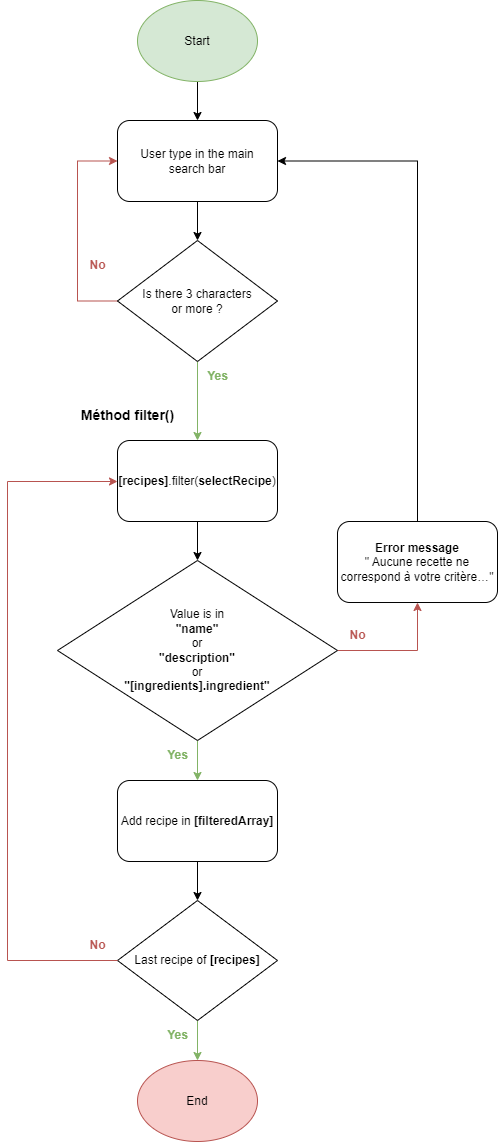 Start
User type in the main
search bar
No
Is there 3 characters
or more ?
Yes
Méthod filter()
[recipes].filter(selectRecipe)
Error message
" Aucune recette ne
correspond à votre critère…"
Value is in
"name"
or
"description"
or
"[ingredients].ingredient"
No
Yes
Add recipe in [filteredArray]
No
Last recipe of [recipes]
Yes
End